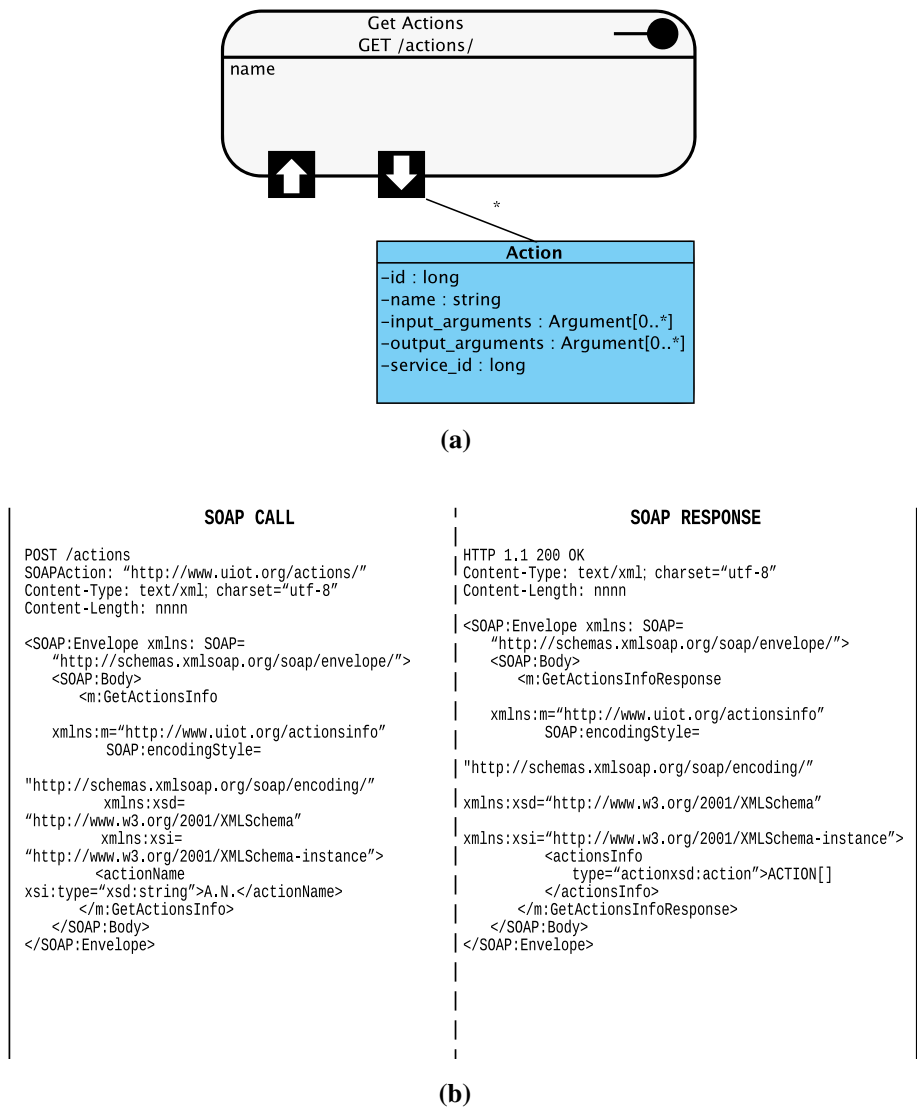 Get Actions
GET /actions/
name
*
Action
-id : long
-name : string
-input_arguments : Argument[0..*]
-output_arguments : Argument[0..*]
-service_id : long
(a)
SOAP CALL
POST /actions
SOAPAction: “http://www.uiot.org/actions/”
Content-Type: text/xml; charset=“utf-8”
Content-Length: nnnn
<SOAP:Envelope xmlns: SOAP=
“http://schemas.xmlsoap.org/soap/envelope/”>
<SOAP:Body>
<m:GetActionsInfo
xmlns:m=“http://www.uiot.org/actionsinfo”
SOAP:encodingStyle=
"http://schemas.xmlsoap.org/soap/encoding/”
xmlns:xsd=
“http://www.w3.org/2001/XMLSchema”
xmlns:xsi=
“http://www.w3.org/2001/XMLSchema-instance”>
<actionName
xsi:type=“xsd:string”>A.N.</actionName>
</m:GetActionsInfo>
</SOAP:Body>
</SOAP:Envelope>
SOAP RESPONSE
HTTP 1.1 200 OK
Content-Type: text/xml; charset=“utf-8”
Content-Length: nnnn
<SOAP:Envelope xmlns: SOAP=
“http://schemas.xmlsoap.org/soap/envelope/”>
<SOAP:Body>
<m:GetActionsInfoResponse
xmlns:m=“http://www.uiot.org/actionsinfo”
SOAP:encodingStyle=
"http://schemas.xmlsoap.org/soap/encoding/”
xmlns:xsd=“http://www.w3.org/2001/XMLSchema”
xmlns:xsi=“http://www.w3.org/2001/XMLSchema-instance”>
<actionsInfo
type=“actionxsd:action”>ACTION[]
</actionsInfo>
</m:GetActionsInfoResponse>
</SOAP:Body>
</SOAP:Envelope>
(b)